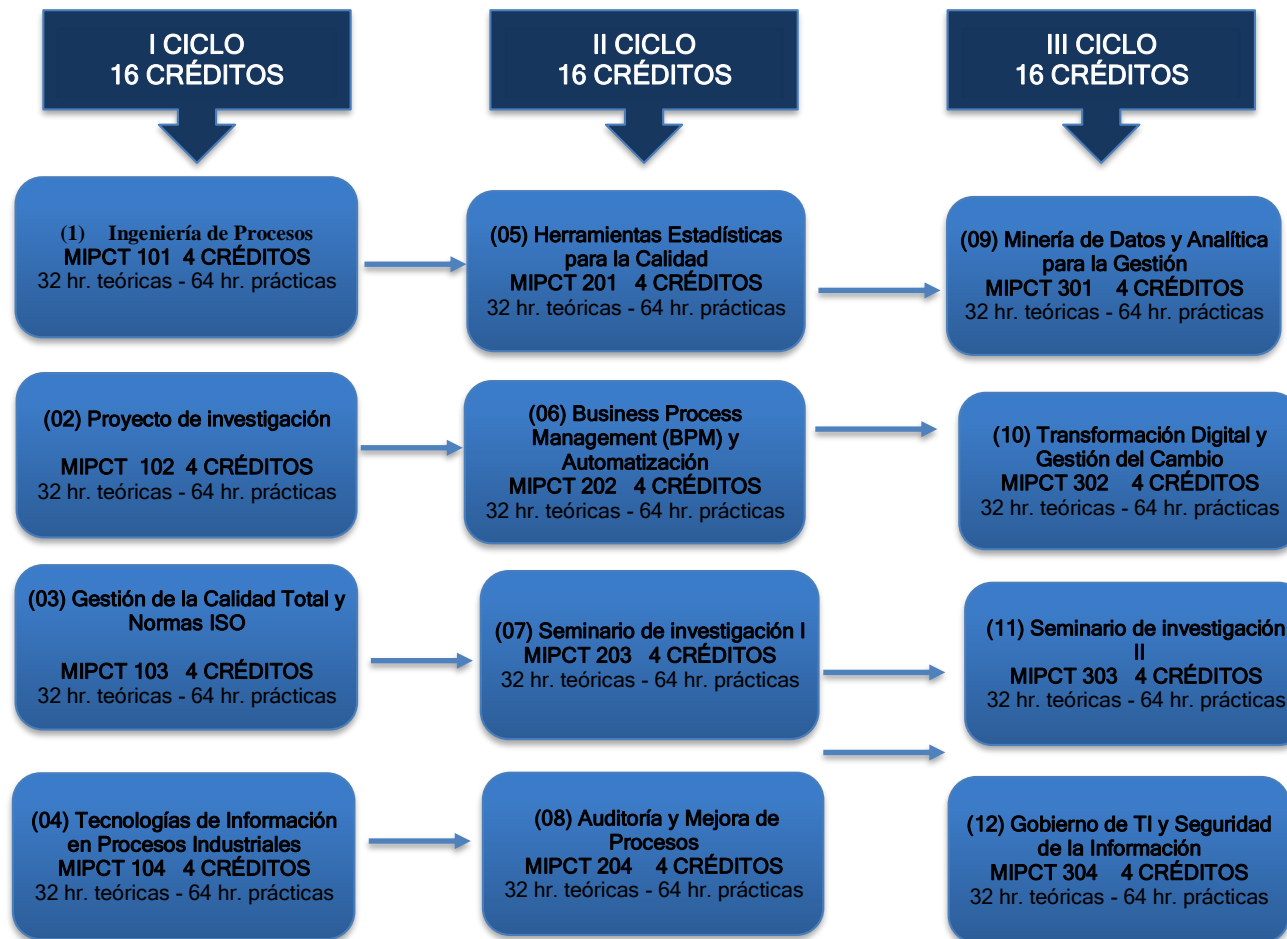 I CICLO
16 CRÉDITOS
(1) Ingeniería de Procesos
MIPCT 101 4 CRÉDITOS
32 hr. teóricas - 64 hr. prácticas
(02) Proyecto de investigación
MIPCT 102 4 CRÉDITOS
32 hr. teóricas - 64 hr. prácticas
(03) Gestión de la Calidad Total y
Normas ISO
MIPCT 103 4 CRÉDITOS
32 hr. teóricas - 64 hr. prácticas
(04) Tecnologías de Información
en Procesos Industriales
MIPCT 104 4 CRÉDITOS
32 hr. teóricas - 64 hr. prácticas
II CICLO
16 CRÉDITOS
(05) Herramientas Estadísticas
para la Calidad
MIPCT 201 4 CRÉDITOS
32 hr. teóricas - 64 hr. prácticas
(06) Business Process
Management (BPM) y
Automatización
MIPCT 202 4 CRÉDITOS
32 hr. teóricas - 64 hr. prácticas
(07) Seminario de investigación I
MIPCT 203 4 CRÉDITOS
32 hr. teóricas - 64 hr. prácticas
(08) Auditoría y Mejora de
Procesos
MIPCT 204 4 CRÉDITOS
32 hr. teóricas - 64 hr. prácticas
III CICLO
16 CRÉDITOS
(09) Minería de Datos y Analítica
para la Gestión
MIPCT 301 4 CRÉDITOS
32 hr. teóricas - 64 hr. prácticas
(10) Transformación Digital y
Gestión del Cambio
MIPCT 302 4 CRÉDITOS
32 hr. teóricas - 64 hr. prácticas
(11) Seminario de investigación
II
MIPCT 303 4 CRÉDITOS
32 hr. teóricas - 64 hr. prácticas
(12) Gobierno de TI y Seguridad
de la Información
MIPCT 304 4 CRÉDITOS
32 hr. teóricas - 64 hr. prácticas